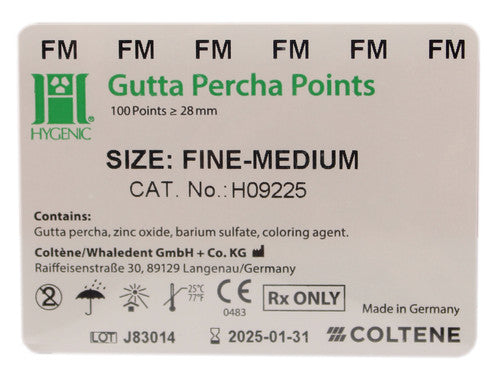 FM FM FM FM FM FM
Gutta Percha Points
HYGENIC®
100 Points ≥ 28 mm
SIZE: FINE-MEDIUM
CAT. No.: H09225
Contains:
Gutta percha, zinc oxide, barium sulfate, coloring agent.
Coltène/Whaledent GmbH + Co. KG
Raiffeisenstraße 30, 89129 Langenau/Germany
2 25°C 77°F CE 0483 Rx ONLY
Made in Germany
LOT J83014 2025-01-31 COLTENE